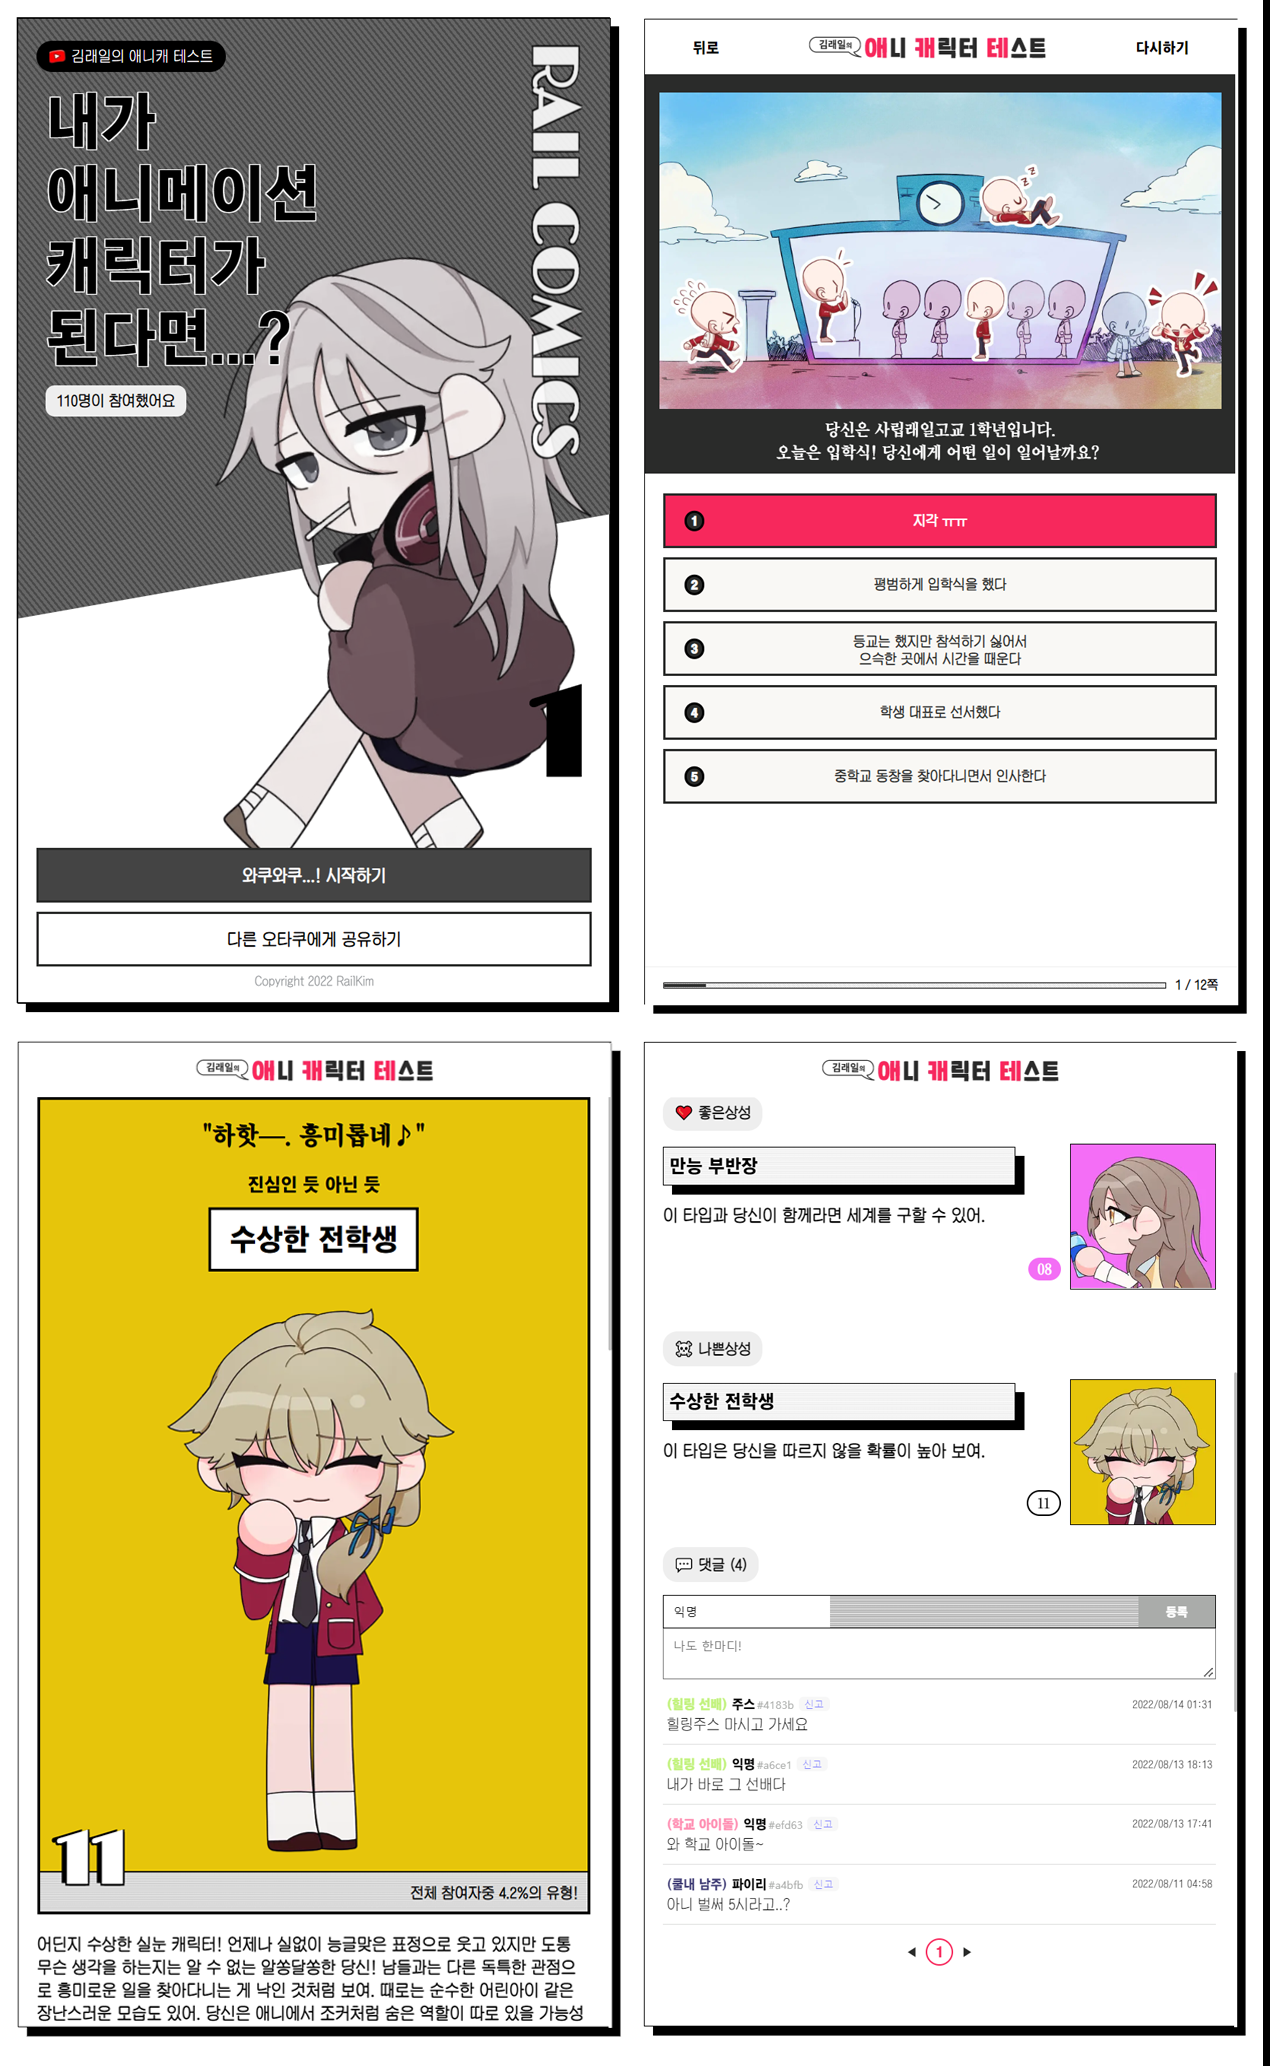 김래일의 애니캐 테스트
내가
애니메이션
캐릭터가
된다면...?
110명이 참여했어요
RAIL COMICS
1
와쿠와쿠...! 시작하기
다른 오타쿠에게 공유하기
Copyright 2022 RailKim
뒤로
김래일의 애니 캐릭터 테스트
다시하기
z z z
당신은 사립래일고교 1학년입니다.
오늘은 입학식! 당신에게 어떤 일이 일어날까요?
1 지각 ㅠㅠ
2 평범하게 입학식을 했다
3 등교는 했지만 참석하기 싫어서
으슥한 곳에서 시간을 때운다
4 학생 대표로 선서했다
5 중학교 동창을 찾아다니면서 인사한다
1 / 12쪽
김래일의 애니 캐릭터 테스트
"하핫—. 흥미롭네♪"
진심인 듯 아닌 듯
수상한 전학생
11
전체 참여자중 4.2%의 유형!
어딘지 수상한 실눈 캐릭터! 언제나 실없이 능글맞은 표정으로 웃고 있지만 도통
무슨 생각을 하는지는 알 수 없는 알쏭달쏭한 당신! 남들과는 다른 독특한 관점으
로 흥미로운 일을 찾아다니는 게 낙인 것처럼 보여. 때로는 순수한 어린아이 같은
장난스러운 모습도 있어. 당신은 애니에서 조커처럼 숨은 역할이 따로 있을 가능성
김래일의 애니 캐릭터 테스트
좋은상성
만능 부반장
이 타입과 당신이 함께라면 세계를 구할 수 있어.
08
나쁜상성
수상한 전학생
이 타입은 당신을 따르지 않을 확률이 높아 보여.
11
댓글 (4)
익명
등록
나도 한마디!
(힐링 선배) 주스 #4183b 신고 2022/08/14 01:31
힐링주스 마시고 가세요
(힐링 선배) 익명 #a6ce1 신고 2022/08/13 18:13
내가 바로 그 선배다
(학교 아이돌) 익명 #efd63 신고 2022/08/13 17:41
와 학교 아이돌~
(쿨내 남주) 파이리 #a4bfb 신고 2022/08/11 04:58
아니 벌써 5시라고..?
◀ 1 ▶